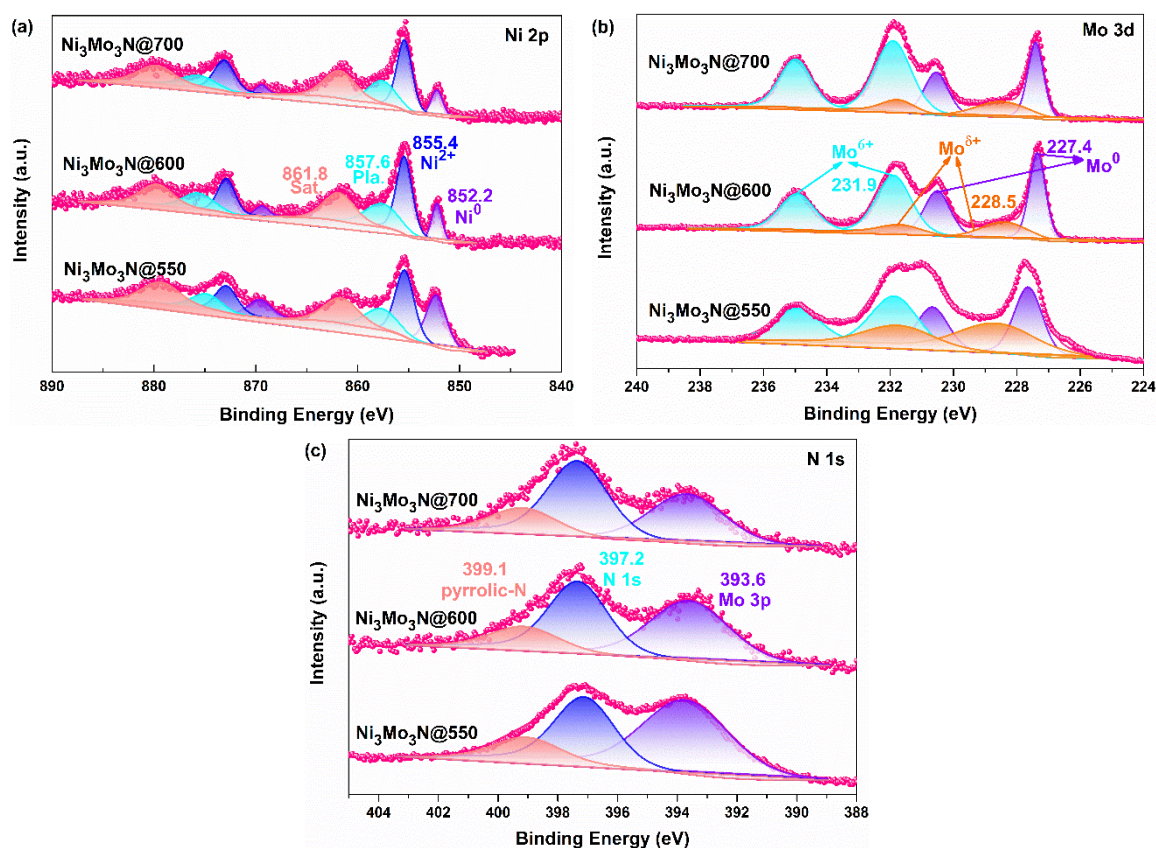 (a)
Ni 2p
Ni₃Mo₃N@700
Ni₃Mo₃N@600
855.4
Ni²⁺
857.6
Pla.
861.8
Sat.
852.2
Ni⁰
Ni₃Mo₃N@550
Intensity (a.u.)
890 880 870 860 850 840
Binding Energy (eV)
(b)
Mo 3d
Ni₃Mo₃N@700
Mo⁶⁺
231.9
Mo^δ⁺
228.5
227.4
Mo⁰
Ni₃Mo₃N@600
Ni₃Mo₃N@550
Intensity (a.u.)
240 238 236 234 232 230 228 226 224
Binding Energy (eV)
(c)
N 1s
Ni₃Mo₃N@700
399.1
pyrrolic-N
397.2
N 1s
393.6
Mo 3p
Ni₃Mo₃N@600
Ni₃Mo₃N@550
Intensity (a.u.)
404 402 400 398 396 394 392 390 388
Binding Energy (eV)